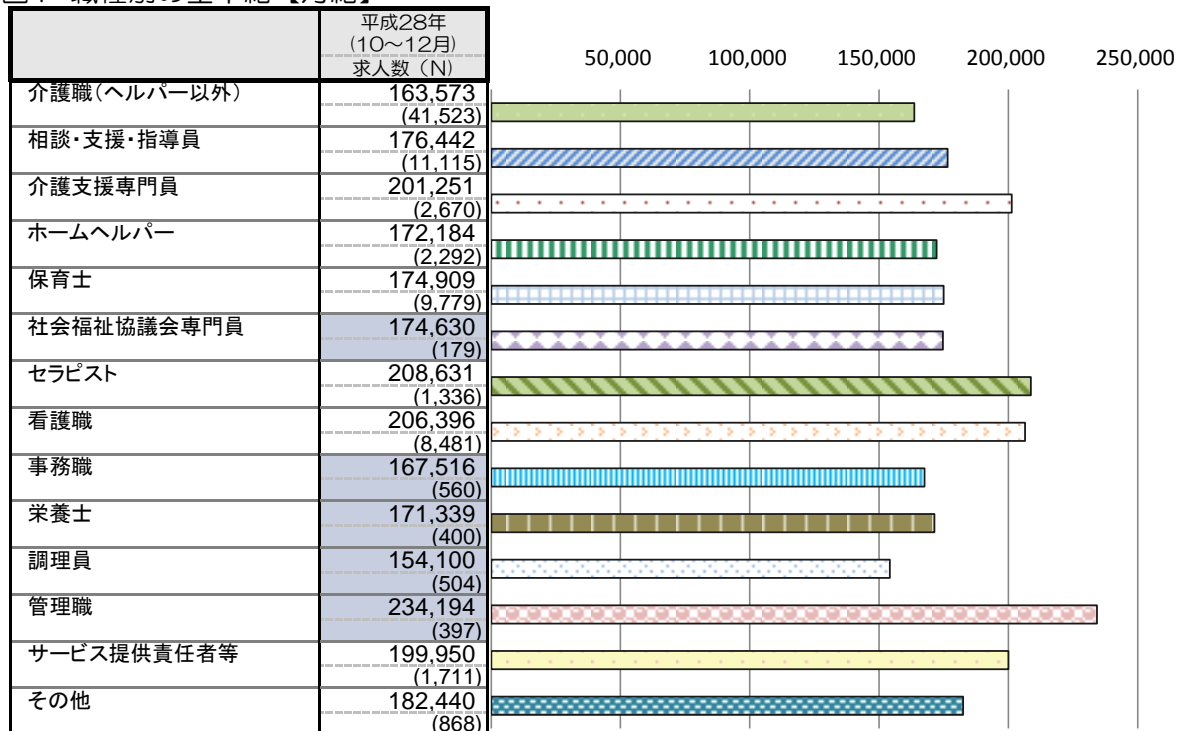 平成28年
(10～12月)
求人数（N）
50,000 100,000 150,000 200,000 250,000
介護職(ヘルパー以外) 163,573
(41,523)
相談・支援・指導員 176,442
(11,115)
介護支援専門員 201,251
(2,670)
ホームヘルパー 172,184
(2,292)
保育士 174,909
(9,779)
社会福祉協議会専門員 174,630
(179)
セラピスト 208,631
(1,336)
看護職 206,396
(8,481)
事務職 167,516
(560)
栄養士 171,339
(400)
調理員 154,100
(504)
管理職 234,194
(397)
サービス提供責任者等 199,950
(1,711)
その他 182,440
(868)